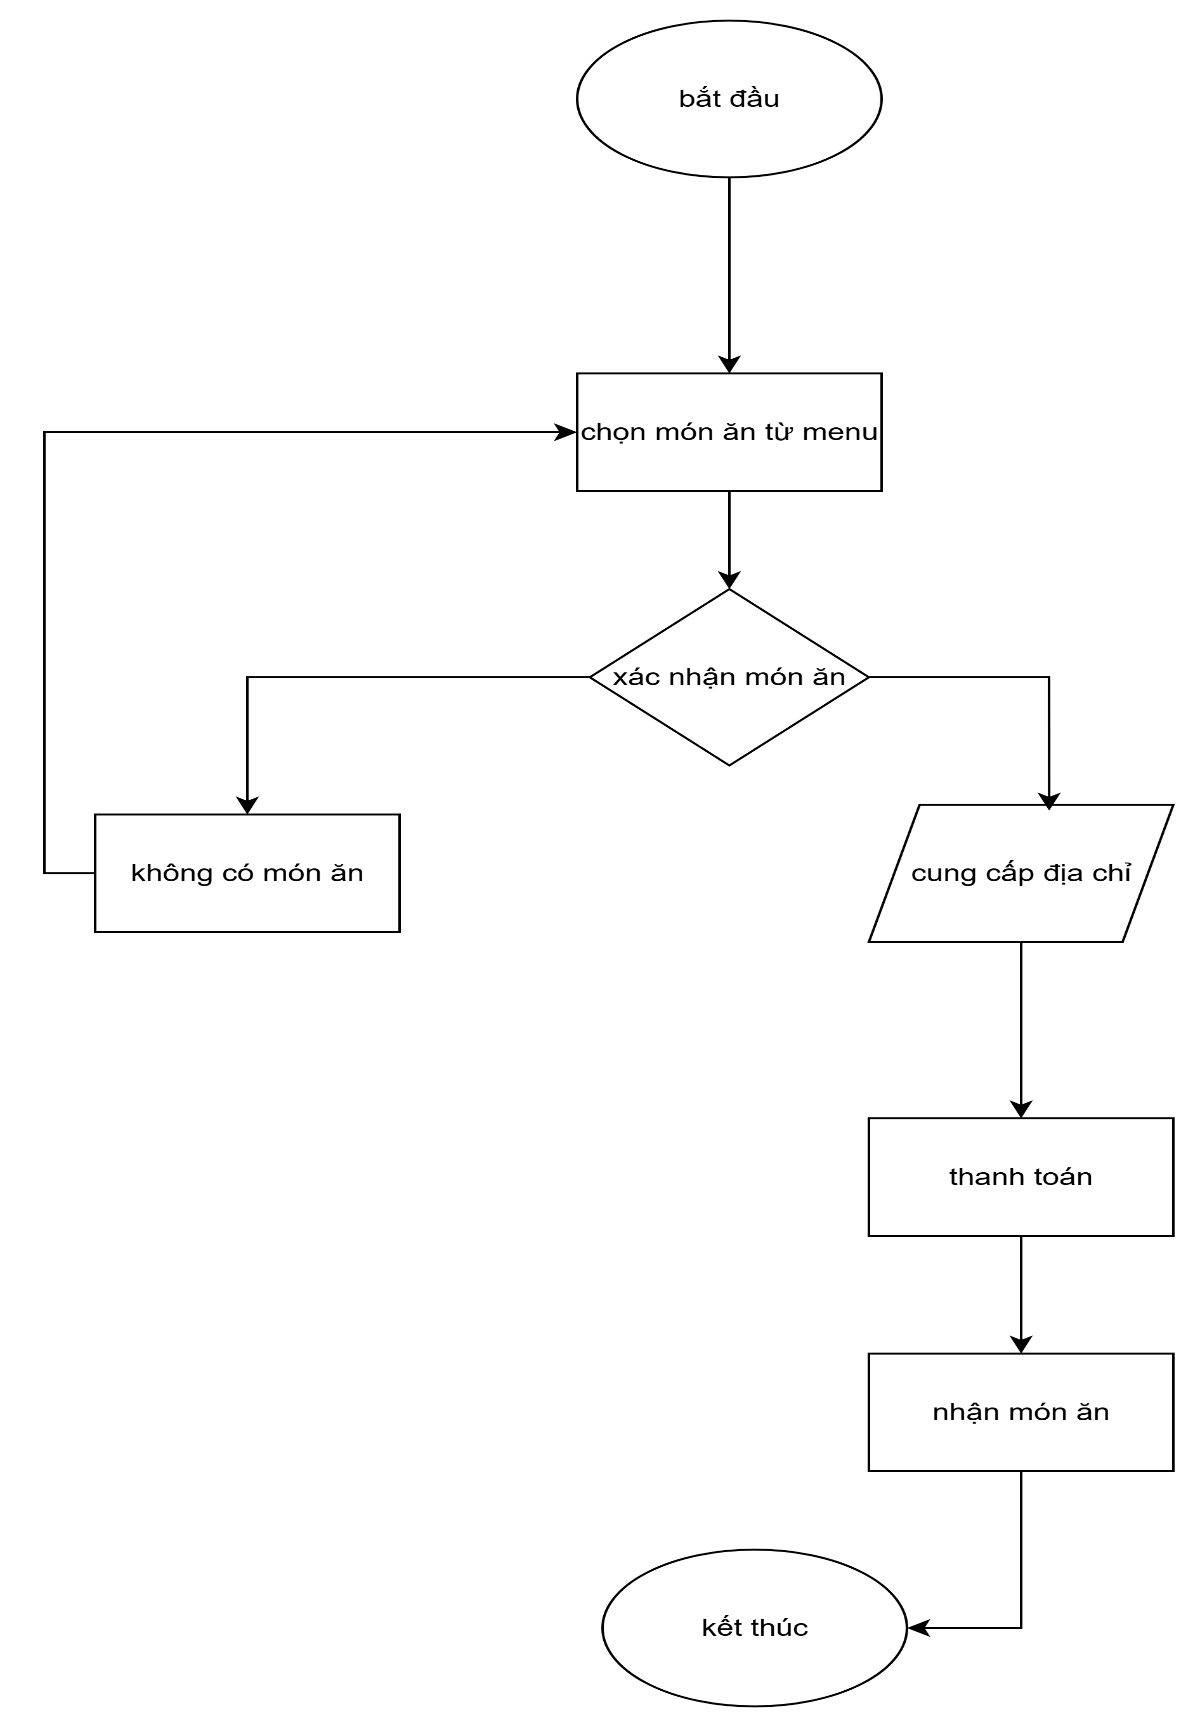 bắt đầu
chọn món ăn từ menu
xác nhận món ăn
không có món ăn
cung cấp địa chỉ
thanh toán
nhận món ăn
kết thúc